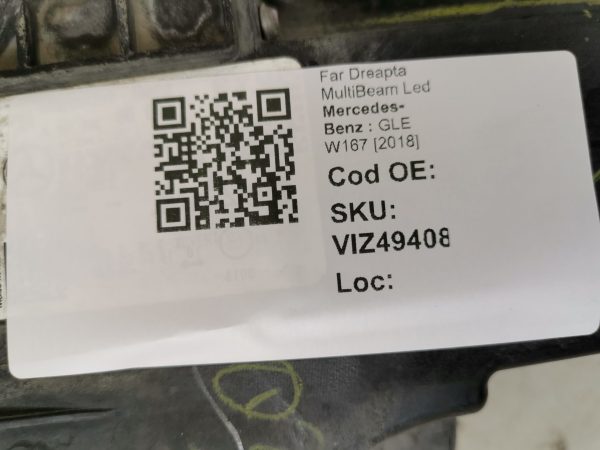 Far Dreapta
MultiBeam Led
Mercedes-
Benz : GLE
W167 [2018]
Cod OE:
SKU:
VIZ49408
Loc: